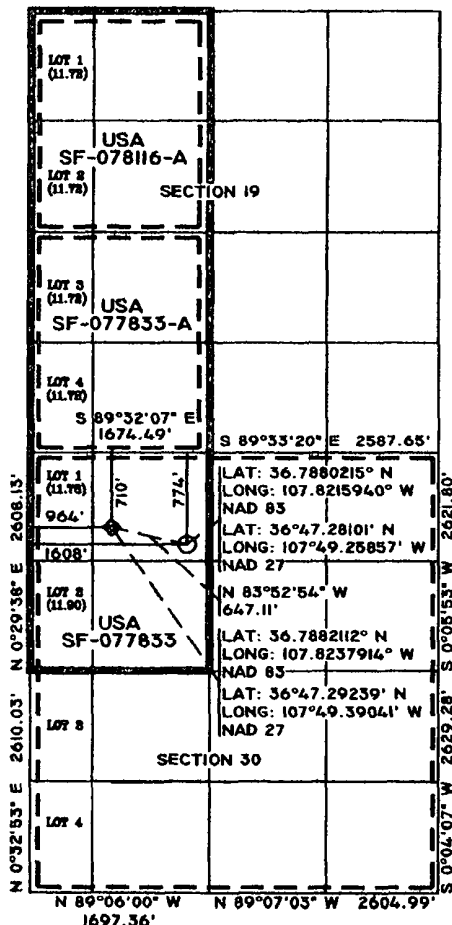 LOT 1
(11.72)
USA
SF-078116-A
LOT 2
(11.72)
SECTION 19
LOT 3
(11.72)
USA
SF-077833-A
LOT 4
(11.72)
S 89°32'07" E
1674.49'
S 89°33'20" E 2587.65'
LOT 1
(11.76)
710'
774'
964'
1608'
LAT: 36.7880215° N
LONG: 107.8215940° W
NAD 83
LAT: 36°47.28101' N
LONG: 107°49.25857' W
NAD 27
N 83°52'54" W
647.11'
LOT 2
(11.90)
USA
SF-077833
LAT: 36.7882112° N
LONG: 107.8237914° W
NAD 83
LAT: 36°47.29239' N
LONG: 107°49.39041' W
NAD 27
LOT 3
SECTION 30
LOT 4
N 0°29'38" E 2608.13'
N 0°32'53" E 2610.03'
S 0°05'53" W 2621.80'
S 0°04'07" W 2629.28'
N 89°06'00" W
1697.36'
N 89°07'03" W 2604.99'